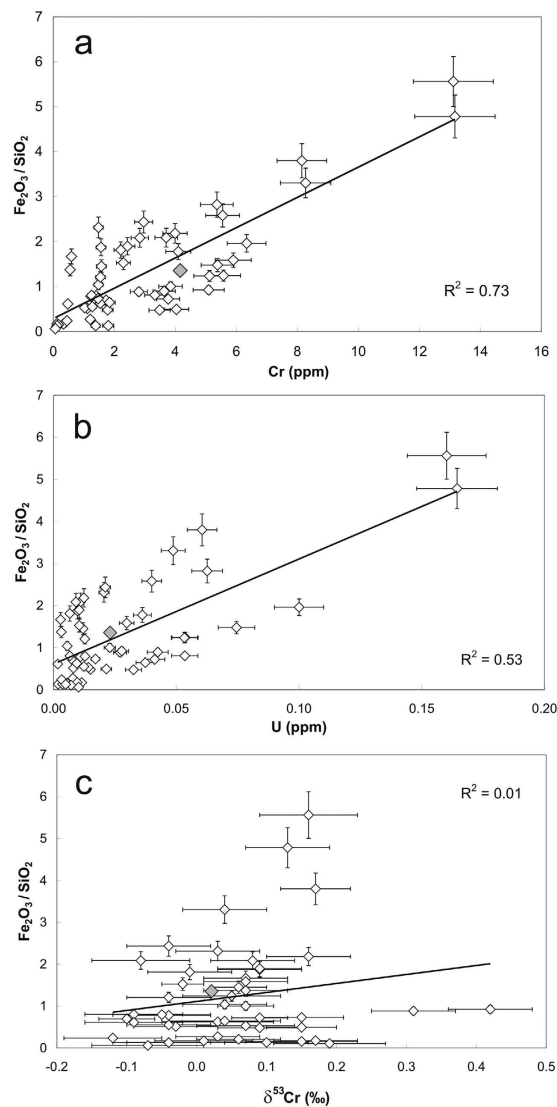 a
7
6
5
4
3
2
1
0
Fe₂O₃ / SiO₂
R² = 0.73
0 2 4 6 8 10 12 14 16
Cr (ppm)
b
7
6
5
4
3
2
1
0
Fe₂O₃ / SiO₂
R² = 0.53
0.00 0.05 0.10 0.15 0.20
U (ppm)
c
7
6
5
4
3
2
1
0
Fe₂O₃ / SiO₂
R² = 0.01
-0.2 -0.1 0.0 0.1 0.2 0.3 0.4 0.5
δ⁵³Cr (‰)